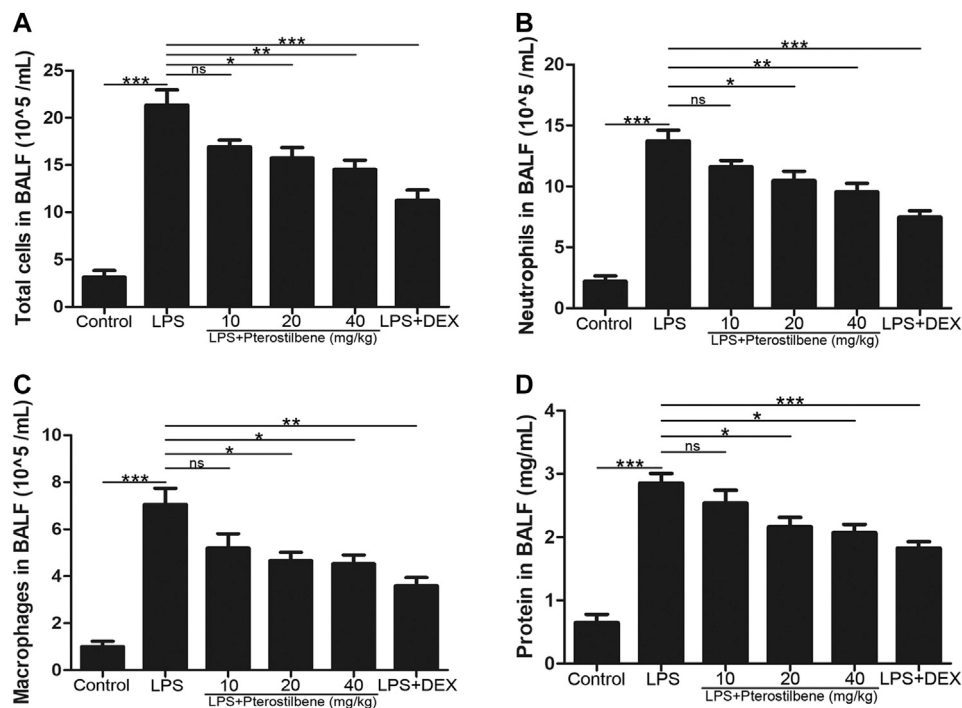 A
***
**
*
ns
***
Total cells in BALF (10^5 /mL)
25
20
15
10
5
0
Control LPS 10 20 40 LPS+DEX
LPS+Pterostilbene (mg/kg)
B
***
**
*
ns
***
Neutrophils in BALF (10^5 /mL)
20
15
10
5
0
Control LPS 10 20 40 LPS+DEX
LPS+Pterostilbene (mg/kg)
C
**
*
*
ns
***
Macrophages in BALF (10^5 /mL)
10
8
6
4
2
0
Control LPS 10 20 40 LPS+DEX
LPS+Pterostilbene (mg/kg)
D
***
*
*
ns
***
Protein in BALF (mg/mL)
4
3
2
1
0
Control LPS 10 20 40 LPS+DEX
LPS+Pterostilbene (mg/kg)